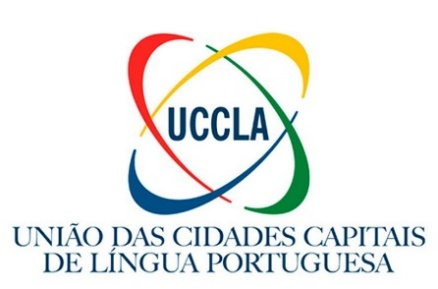 UCCLA
UNIÃO DAS CIDADES CAPITAIS
DE LÍNGUA PORTUGUESA